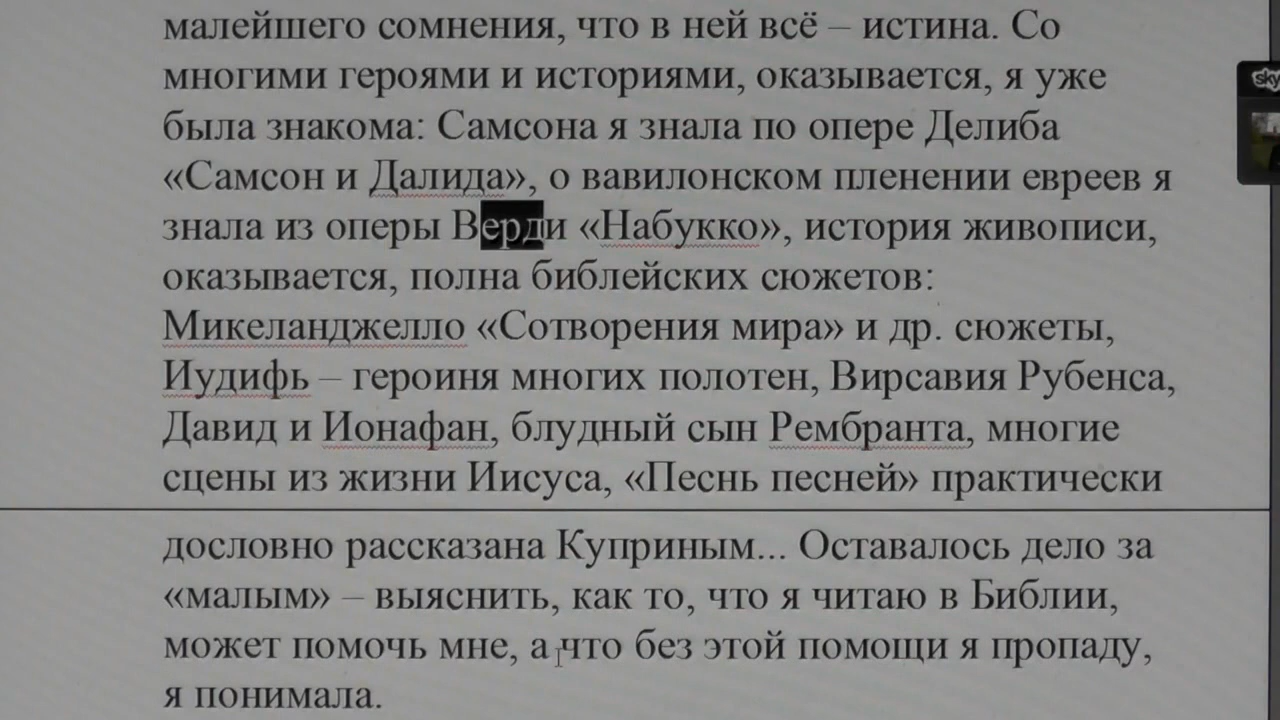 малейшего сомнения, что в ней всё – истина. Со
многими героями и историями, оказывается, я уже
была знакома: Самсона я знала по опере Делиба
«Самсон и Далида», о вавилонском пленении евреев я
знала из оперы Верди «Набукко», история живописи,
оказывается, полна библейских сюжетов:
Микеланджелло «Сотворения мира» и др. сюжеты,
Иудифь – героиня многих полотен, Вирсавия Рубенса,
Давид и Ионафан, блудный сын Рембранта, многие
сцены из жизни Иисуса, «Песнь песней» практически
дословно рассказана Куприным... Оставалось дело за
«малым» – выяснить, как то, что я читаю в Библии,
может помочь мне, а что без этой помощи я пропаду,
я понимала.